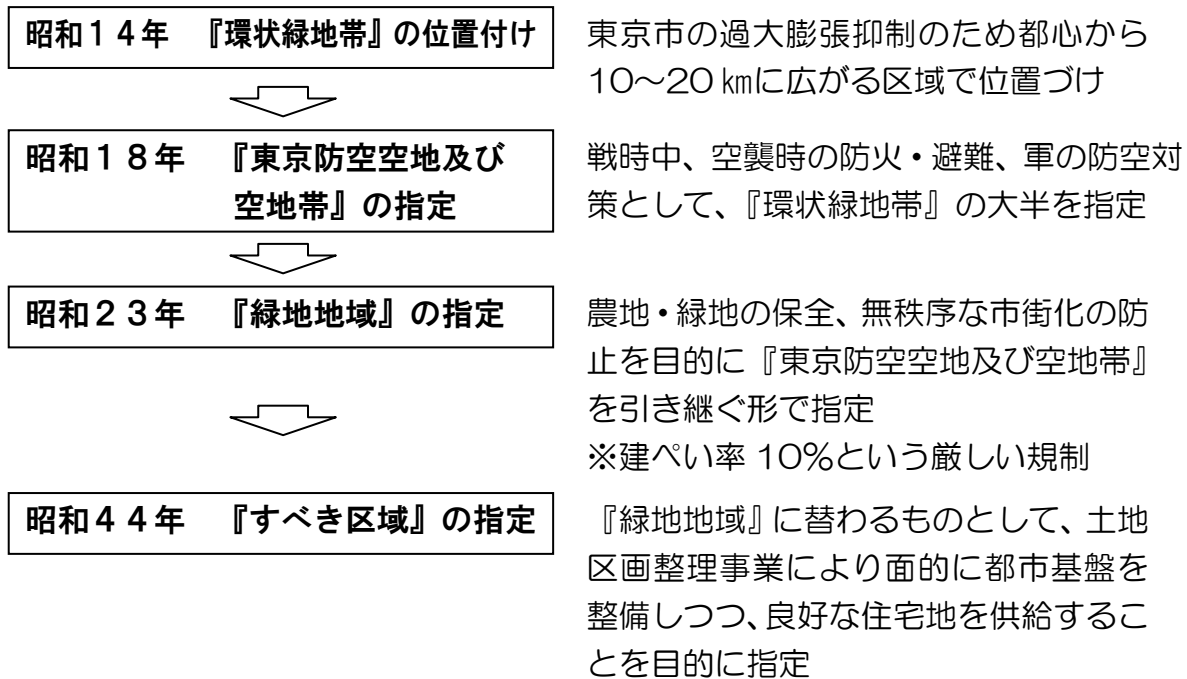 昭和14年 『環状緑地帯』の位置付け
東京市の過大膨張抑制のため都心から
10～20㎞に広がる区域で位置づけ
昭和18年 『東京防空空地及び
空地帯』の指定
戦時中、空襲時の防火・避難、軍の防空対
策として、『環状緑地帯』の大半を指定
昭和23年 『緑地地域』の指定
農地・緑地の保全、無秩序な市街化の防
止を目的に『東京防空空地及び空地帯』
を引き継ぐ形で指定
※建ぺい率 10%という厳しい規制
昭和44年 『すべき区域』の指定
『緑地地域』に替わるものとして、土地
区画整理事業により面的に都市基盤を
整備しつつ、良好な住宅地を供給するこ
とを目的に指定